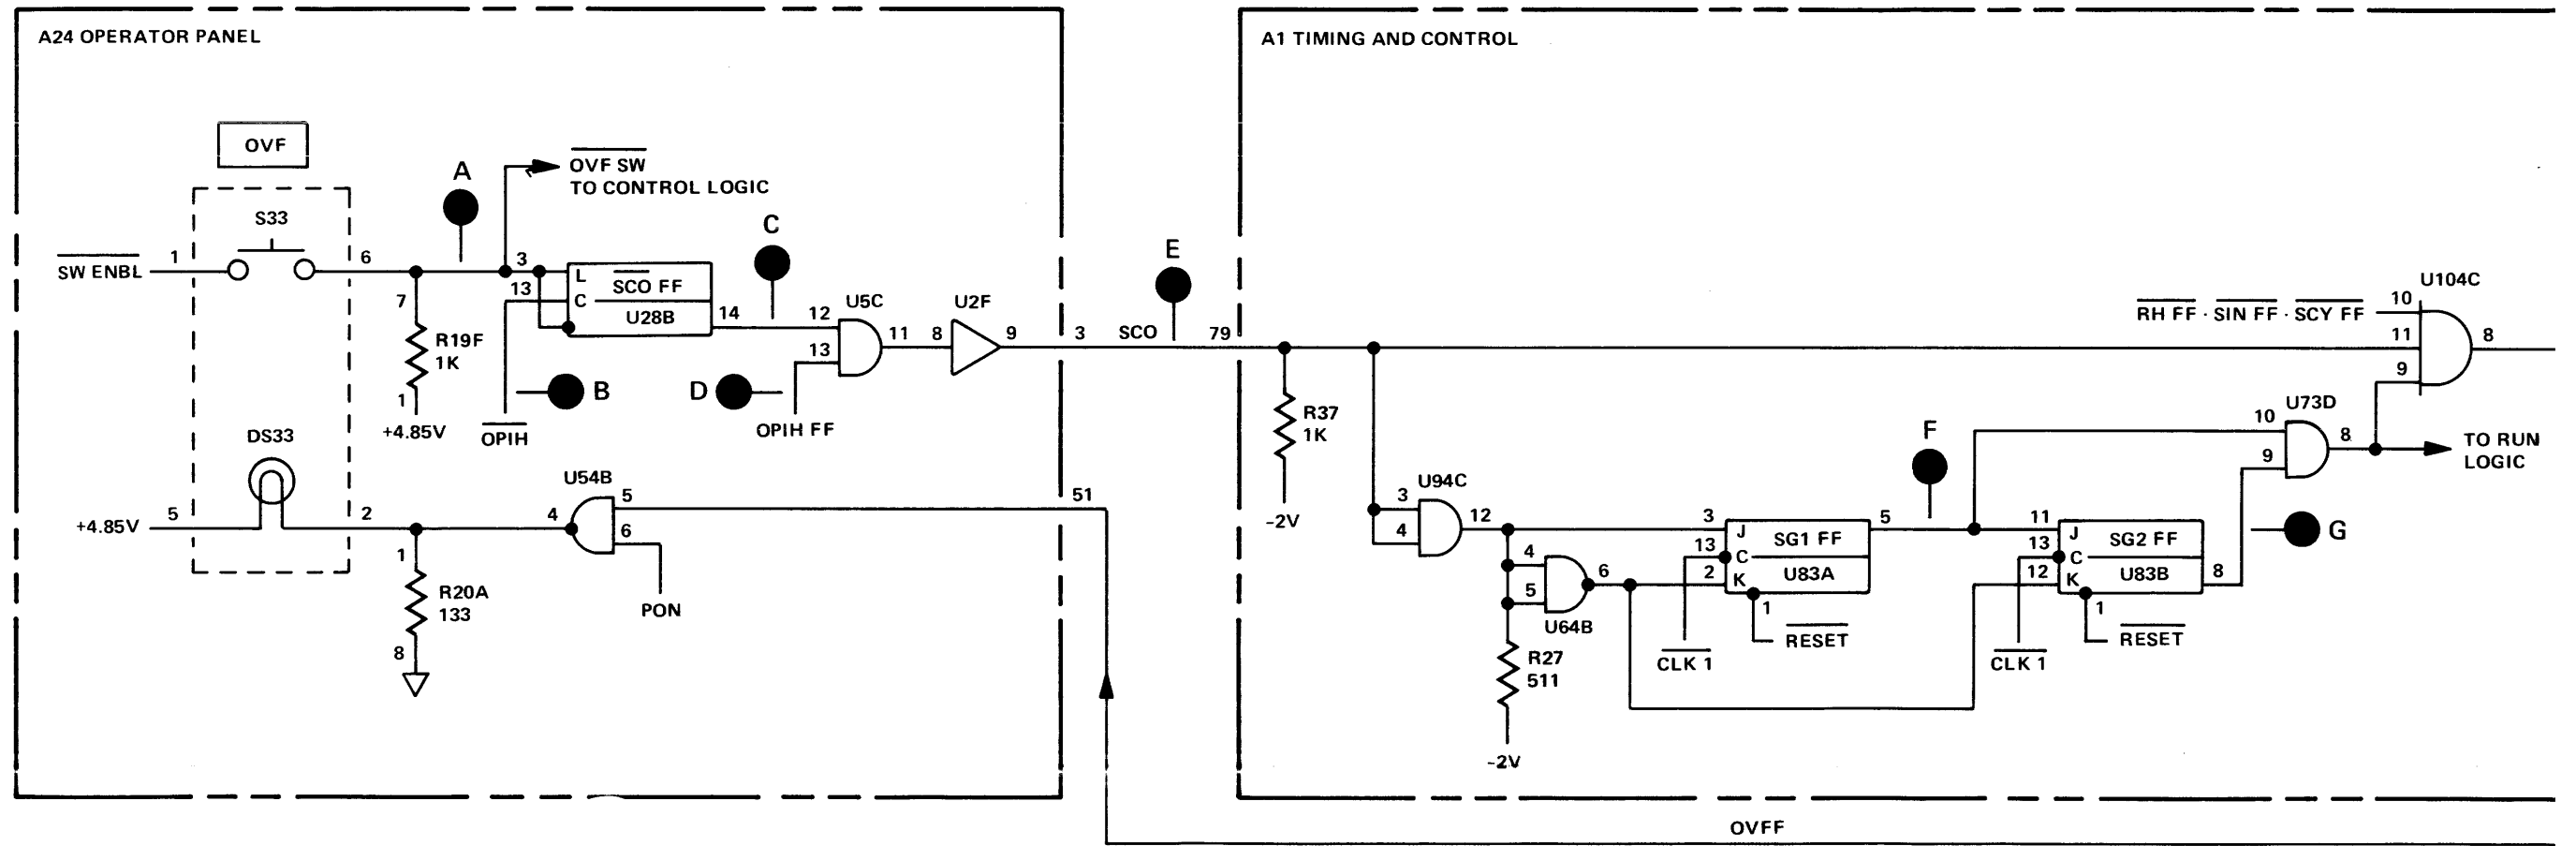 A24 OPERATOR PANEL
A1 TIMING AND CONTROL
OVF
A
OVF SW
TO CONTROL LOGIC
S33
C
E
SW ENBL
1
6
3
L
SCO FF
13
C
U28B
14
12
U5C
11
8
U2F
9
3
SCO
79
U104C
10
RH FF · SIN FF · SCY FF
11
8
9
7
R19F
1K
1
+4.85V
B
OPIH
D
13
OPIH FF
R37
1K
-2V
U73D
10
8
9
TO RUN
LOGIC
F
DS33
+4.85V
5
2
4
U54B
5
6
51
PON
1
R20A
133
8
U94C
3
4
12
3
J
SG1 FF
13
C
2
K
U83A
5
1
RESET
CLK 1
4
5
6
U64B
R27
511
-2V
11
J
SG2 FF
13
C
12
K
U83B
8
1
RESET
CLK 1
G
OVFF